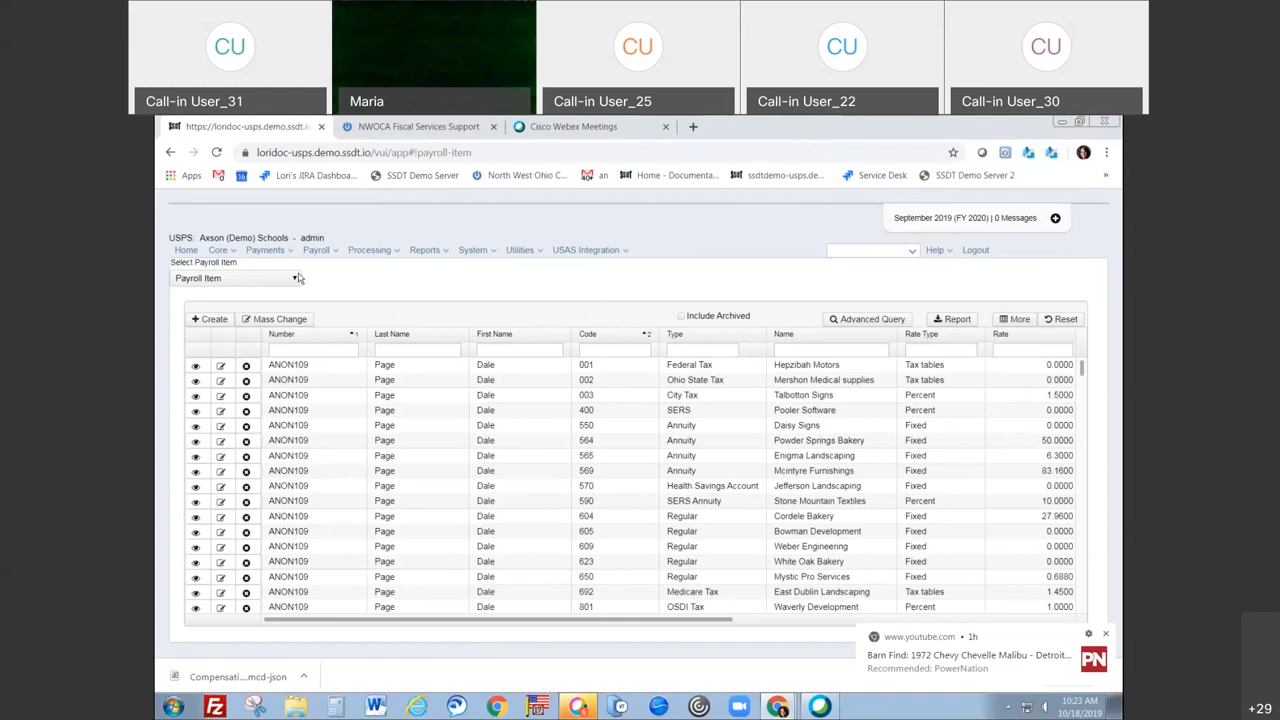 CU CU CU CU
Call-in User_31 Maria Call-in User_25 Call-in User_22 Call-in User_30
https://loridoc-usps.demo.ssdt.io NWOCA Fiscal Services Support Cisco Webex Meetings
loridoc-usps.demo.ssdt.io/vui/app#!payroll-item
Apps Lori's JIRA Dashboa... SSDT Demo Server North West Ohio C... 40+ an Home - Documenta... ssdtdemo-usps.de... Service Desk SSDT Demo Server 2 »
September 2019 (FY 2020) | 0 Messages
USPS: Axson (Demo) Schools - admin
Home Core Payments Payroll Processing Reports System Utilities USAS Integration Help Logout
Select Payroll Item
Payroll Item
Create Mass Change Include Archived Advanced Query Report More Reset
Number 1 Last Name First Name Code 2 Type Name Rate Type Rate
ANON109 Page Dale 001 Federal Tax Hepzibah Motors Tax tables 0.0000
ANON109 Page Dale 002 Ohio State Tax Mershon Medical supplies Tax tables 0.0000
ANON109 Page Dale 003 City Tax Talbotton Signs Percent 1.5000
ANON109 Page Dale 400 SERS Pooler Software Percent 0.0000
ANON109 Page Dale 550 Annuity Daisy Signs Fixed 0.0000
ANON109 Page Dale 564 Annuity Powder Springs Bakery Fixed 50.0000
ANON109 Page Dale 565 Annuity Enigma Landscaping Fixed 6.3000
ANON109 Page Dale 569 Annuity Mcintyre Furnishings Fixed 83.1600
ANON109 Page Dale 570 Health Savings Account Jefferson Landscaping Fixed 0.0000
ANON109 Page Dale 590 SERS Annuity Stone Mountain Textiles Percent 10.0000
ANON109 Page Dale 604 Regular Cordele Bakery Fixed 27.9600
ANON109 Page Dale 605 Regular Bowman Development Fixed 0.0000
ANON109 Page Dale 609 Regular Weber Engineering Fixed 0.0000
ANON109 Page Dale 623 Regular White Oak Bakery Fixed 0.0000
ANON109 Page Dale 650 Regular Mystic Pro Services Fixed 0.6880
ANON109 Page Dale 692 Medicare Tax East Dublin Landscaping Tax tables 1.4500
ANON109 Page Dale 801 OSDI Tax Waverly Development Percent 1.0000
www.youtube.com • 1h
Barn Find: 1972 Chevy Chevelle Malibu - Detroit...
Recommended: PowerNation
PN
Compensati....mcd-json
10:23 AM
10/18/2019
+29